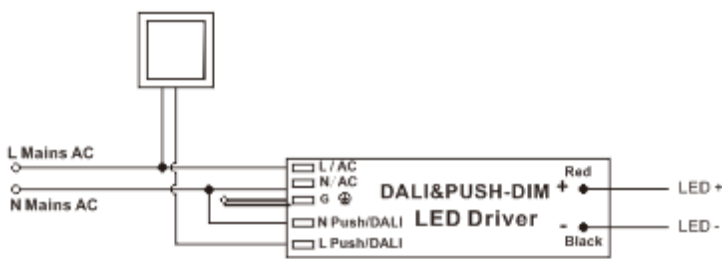 L Mains AC
N Mains AC
L / AC
N/ AC
G
N Push/DALI
L Push/DALI
DALI&PUSH-DIM
LED Driver
Red
+
-
Black
LED +
LED -